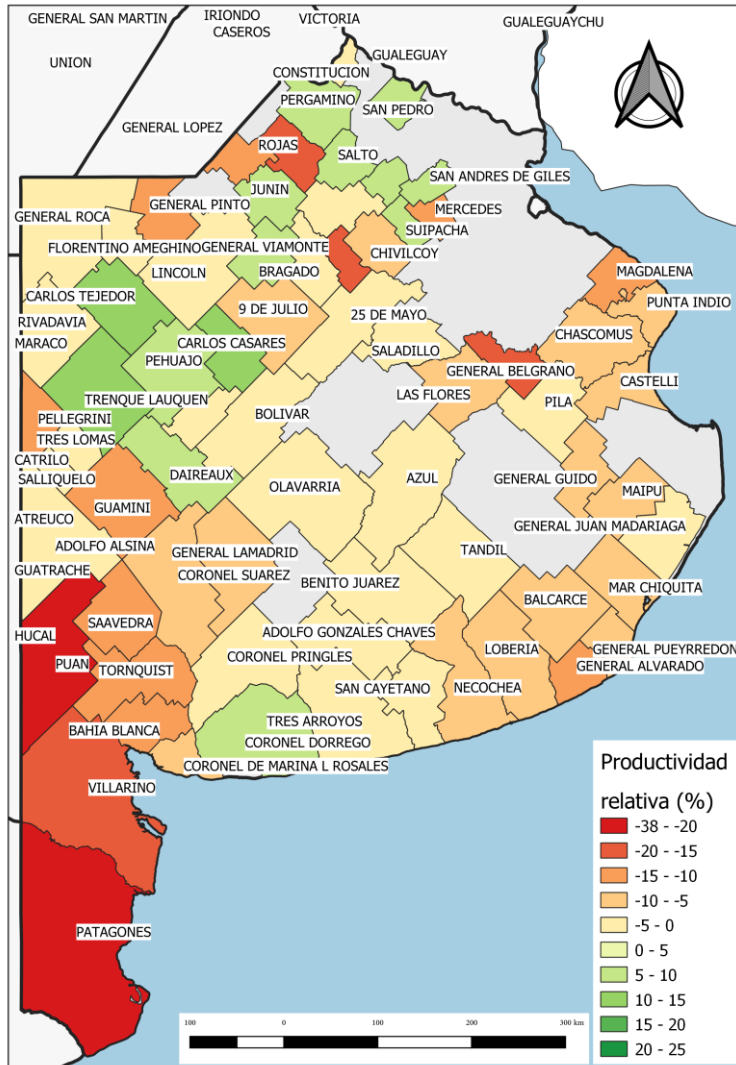 GENERAL SAN MARTIN
IRIONDO
CASEROS
VICTORIA
GUALEGUAYCHU
UNION
GUALEGUAY
CONSTITUCION
PERGAMINO
SAN PEDRO
GENERAL LOPEZ
ROJAS
SALTO
SAN ANDRES DE GILES
JUNIN
GENERAL PINTO
MERCEDES
GENERAL ROCA
SUIPACHA
FLORENTINO AMEGHINO
GENERAL VIAMONTE
CHIVILCOY
LINCOLN
BRAGADO
MAGDALENA
CARLOS TEJEDOR
PUNTA INDIO
9 DE JULIO
25 DE MAYO
RIVADAVIA
CHASCOMUS
MARACO
CARLOS CASARES
SALADILLO
PEHUAJO
GENERAL BELGRANO
CASTELLI
TRENQUE LAUQUEN
LAS FLORES
PILA
BOLIVAR
PELLEGRINI
TRES LOMAS
CATRILO
DAIREAUX
SALLIQUELO
OLAVARRIA
AZUL
GENERAL GUIDO
MAIPU
GUAMINI
ATREUCO
GENERAL JUAN MADARIAGA
ADOLFO ALSINA
GENERAL LAMADRID
TANDIL
GUATRACHE
CORONEL SUAREZ
BENITO JUAREZ
MAR CHIQUITA
BALCARCE
SAAVEDRA
HUCAL
ADOLFO GONZALES CHAVES
LOBERIA
GENERAL PUEYRREDON
PUAN
TORNQUIST
CORONEL PRINGLES
GENERAL ALVARADO
SAN CAYETANO
NECOCHEA
TRES ARROYOS
BAHIA BLANCA
CORONEL DORREGO
CORONEL DE MARINA L ROSALES
VILLARINO
PATAGONES
Productividad
relativa (%)
-38 - -20
-20 - -15
-15 - -10
-10 - -5
-5 - 0
0 - 5
5 - 10
10 - 15
15 - 20
20 - 25
100 0 100 200 300 km